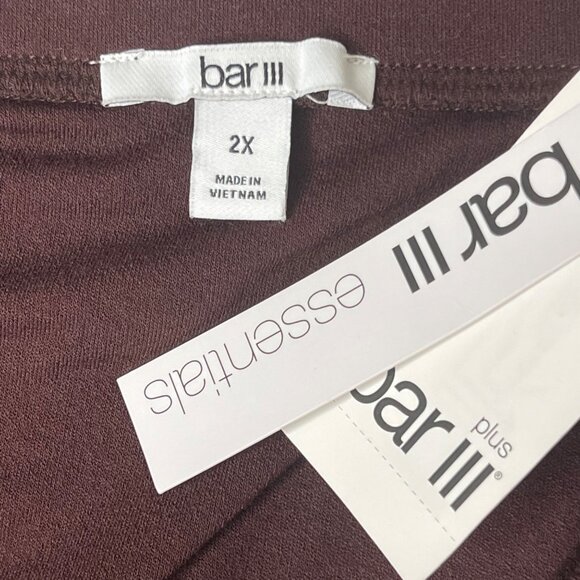 bar III
2X
MADE IN
VIETNAM
bar III
essentials
bar III®
plus